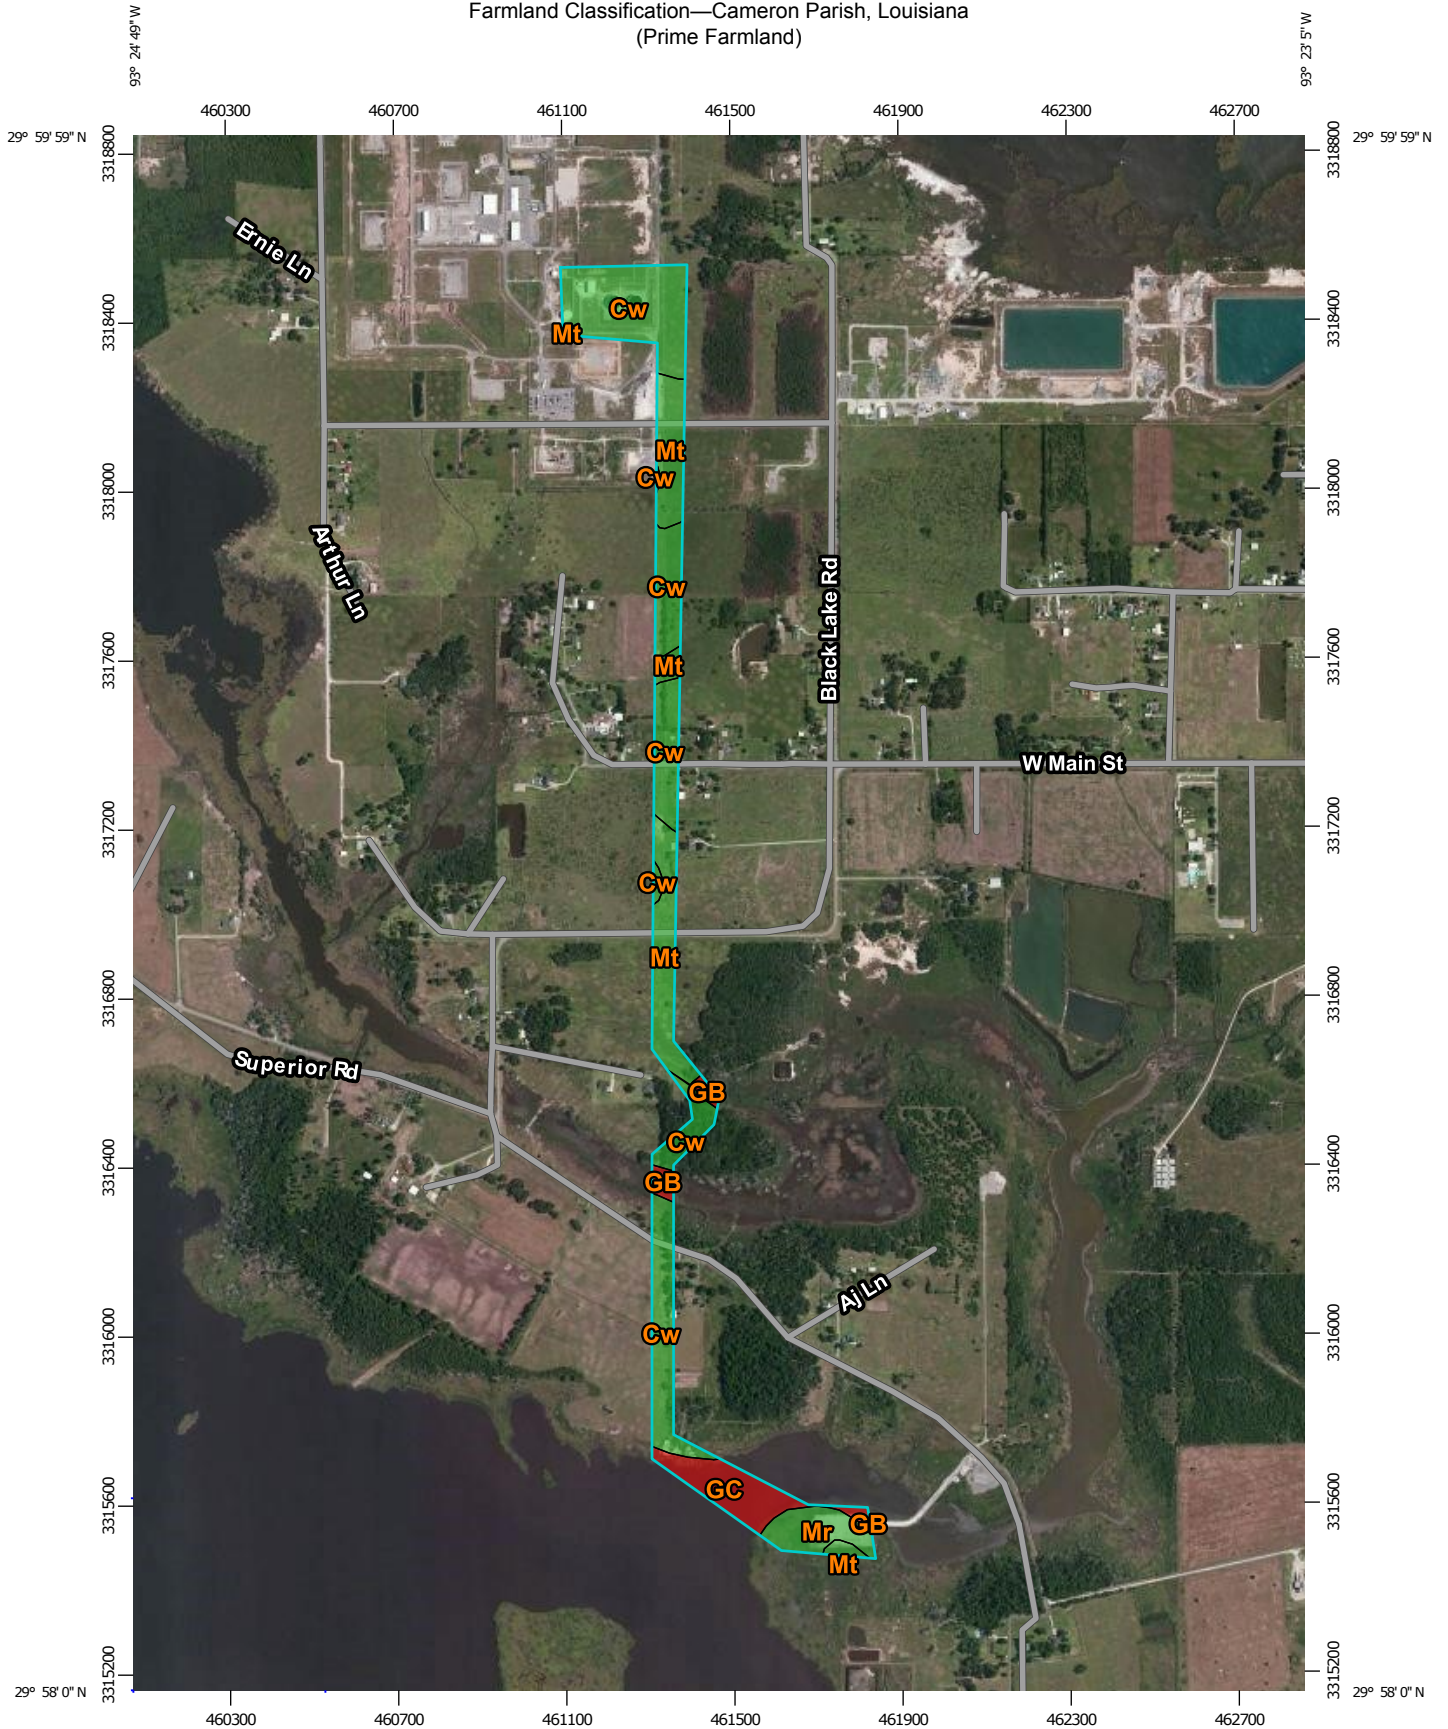 Farmland Classification—Cameron Parish, Louisiana
(Prime Farmland)
93° 24' 49" W
93° 23' 5" W
460300 460700 461100 461500 461900 462300 462700
29° 59' 59" N
29° 59' 59" N
3318800
3318800
Ernie Ln
Cw
3318400
3318400
Mt
Mt
Cw
3318000
3318000
Arthur Ln
Cw
Black Lake Rd
3317600
3317600
Mt
Cw
W Main St
3317200
3317200
Cw
Mt
3316800
3316800
Superior Rd
GB
Cw
3316400
3316400
GB
Aj Ln
Cw
3316000
3316000
GC
3315600
3315600
Mr
GB
Mt
3315200
3315200
29° 58' 0" N
29° 58' 0" N
460300 460700 461100 461500 461900 462300 462700